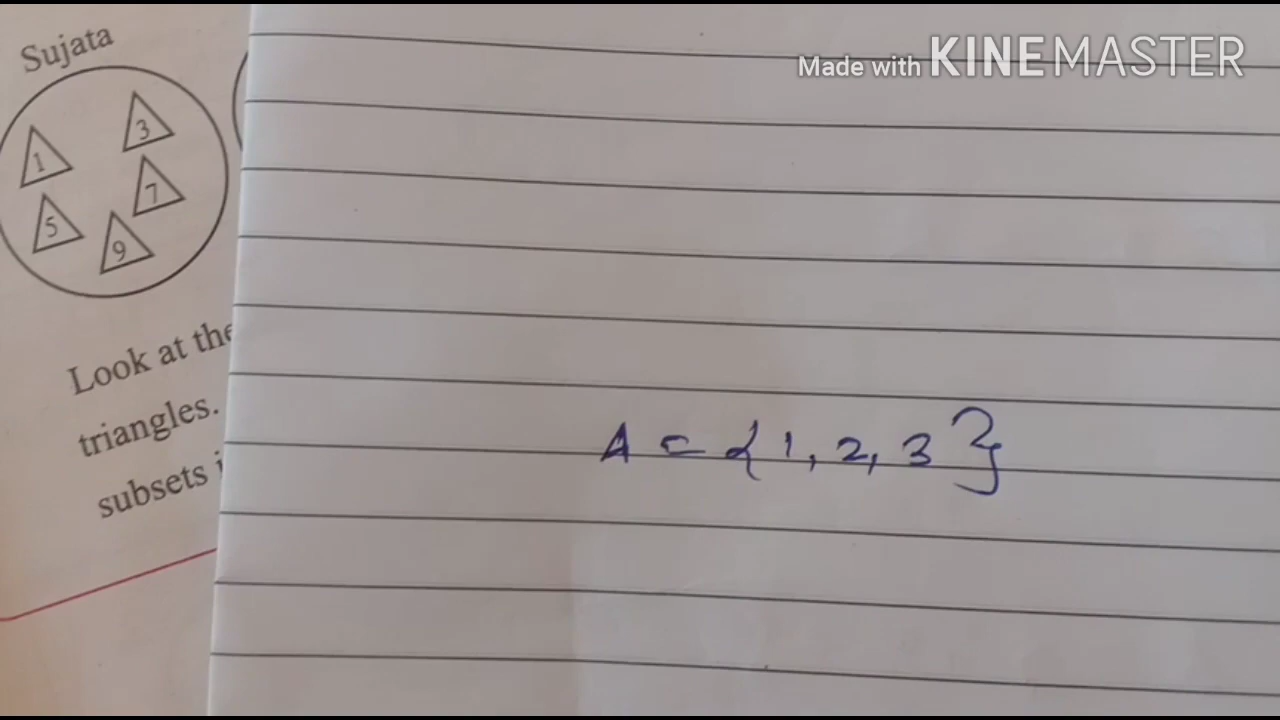 Sujata
Made with KINEMASTER
1
3
7
5
9
Look at the
triangles.
subsets
A = {1, 2, 3}